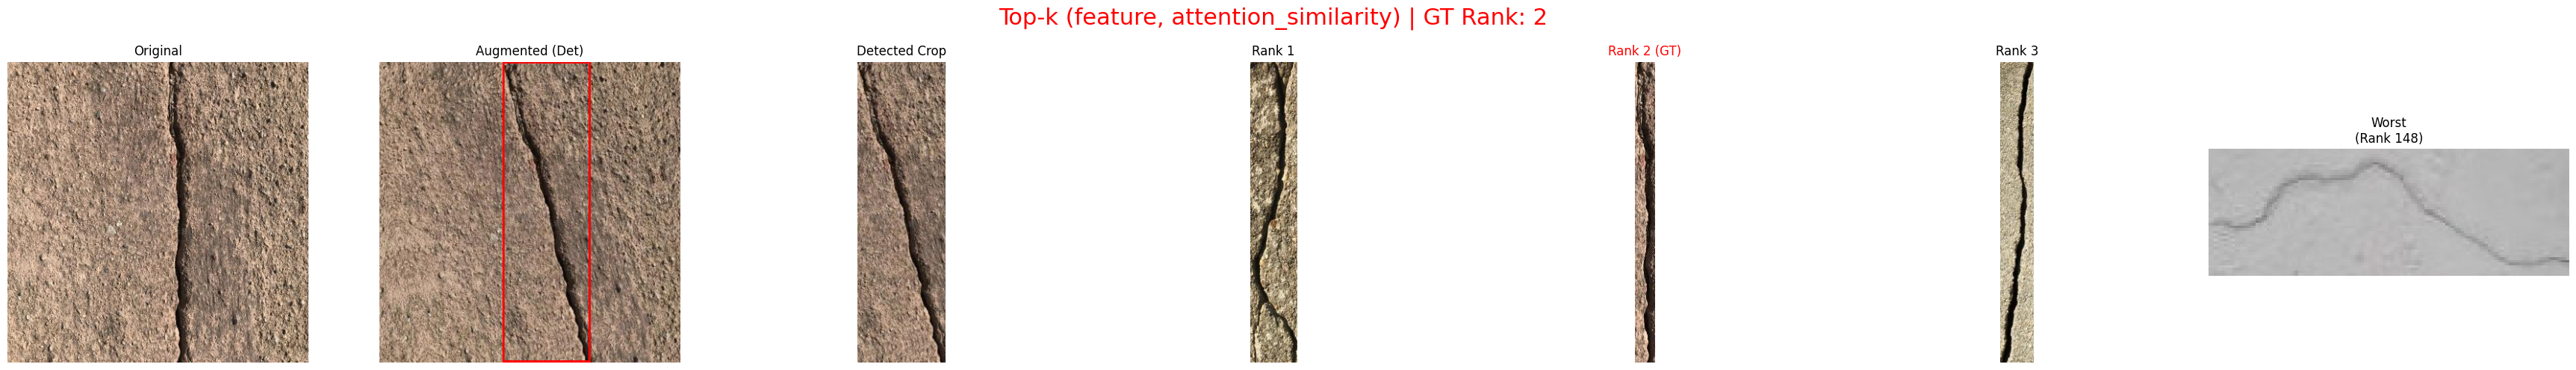 Top-k (feature, attention_similarity) | GT Rank: 2
Original
Augmented (Det)
Detected Crop
Rank 1
Rank 2 (GT)
Rank 3
Worst
(Rank 148)